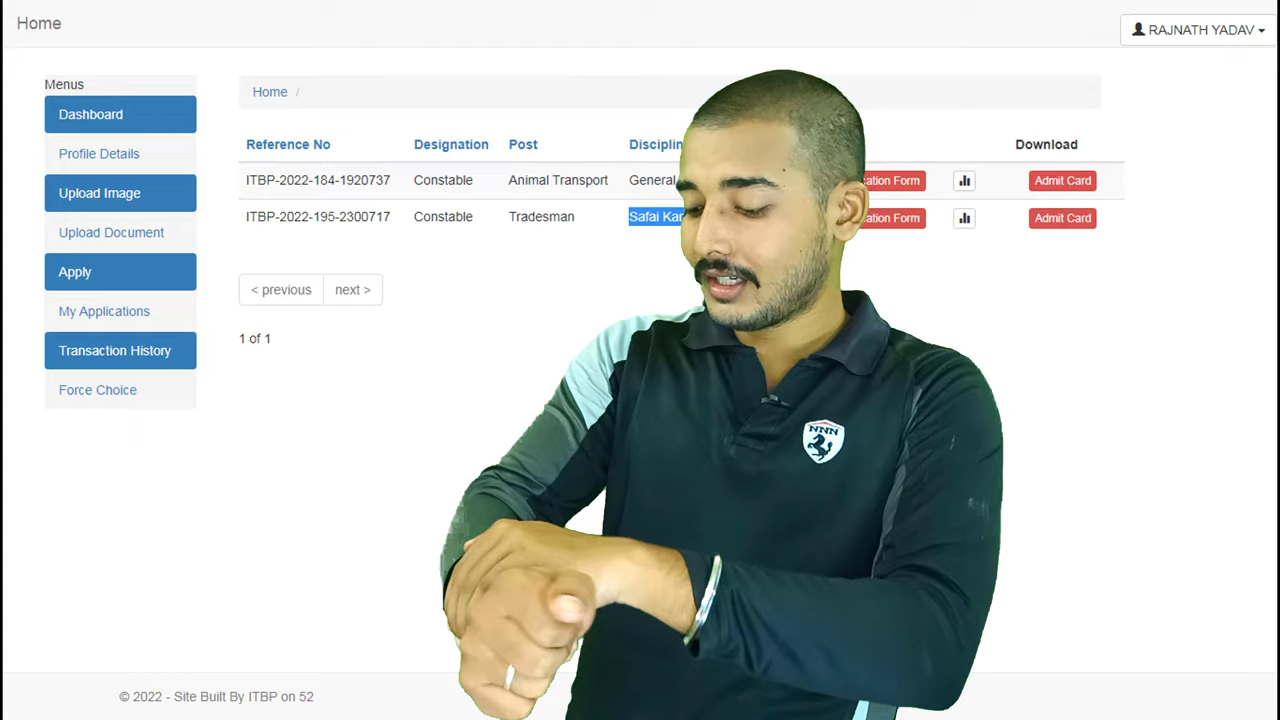 Home
RAJNATH YADAV
Menus
Dashboard
Profile Details
Upload Image
Upload Document
Apply
My Applications
Transaction History
Force Choice
Home /
Reference No Designation Post Disciplin Download
ITBP-2022-184-1920737 Constable Animal Transport General cation Form Admit Card
ITBP-2022-195-2300717 Constable Tradesman Safai Kar cation Form Admit Card
< previous next >
1 of 1
NNN
© 2022 - Site Built By ITBP on 52